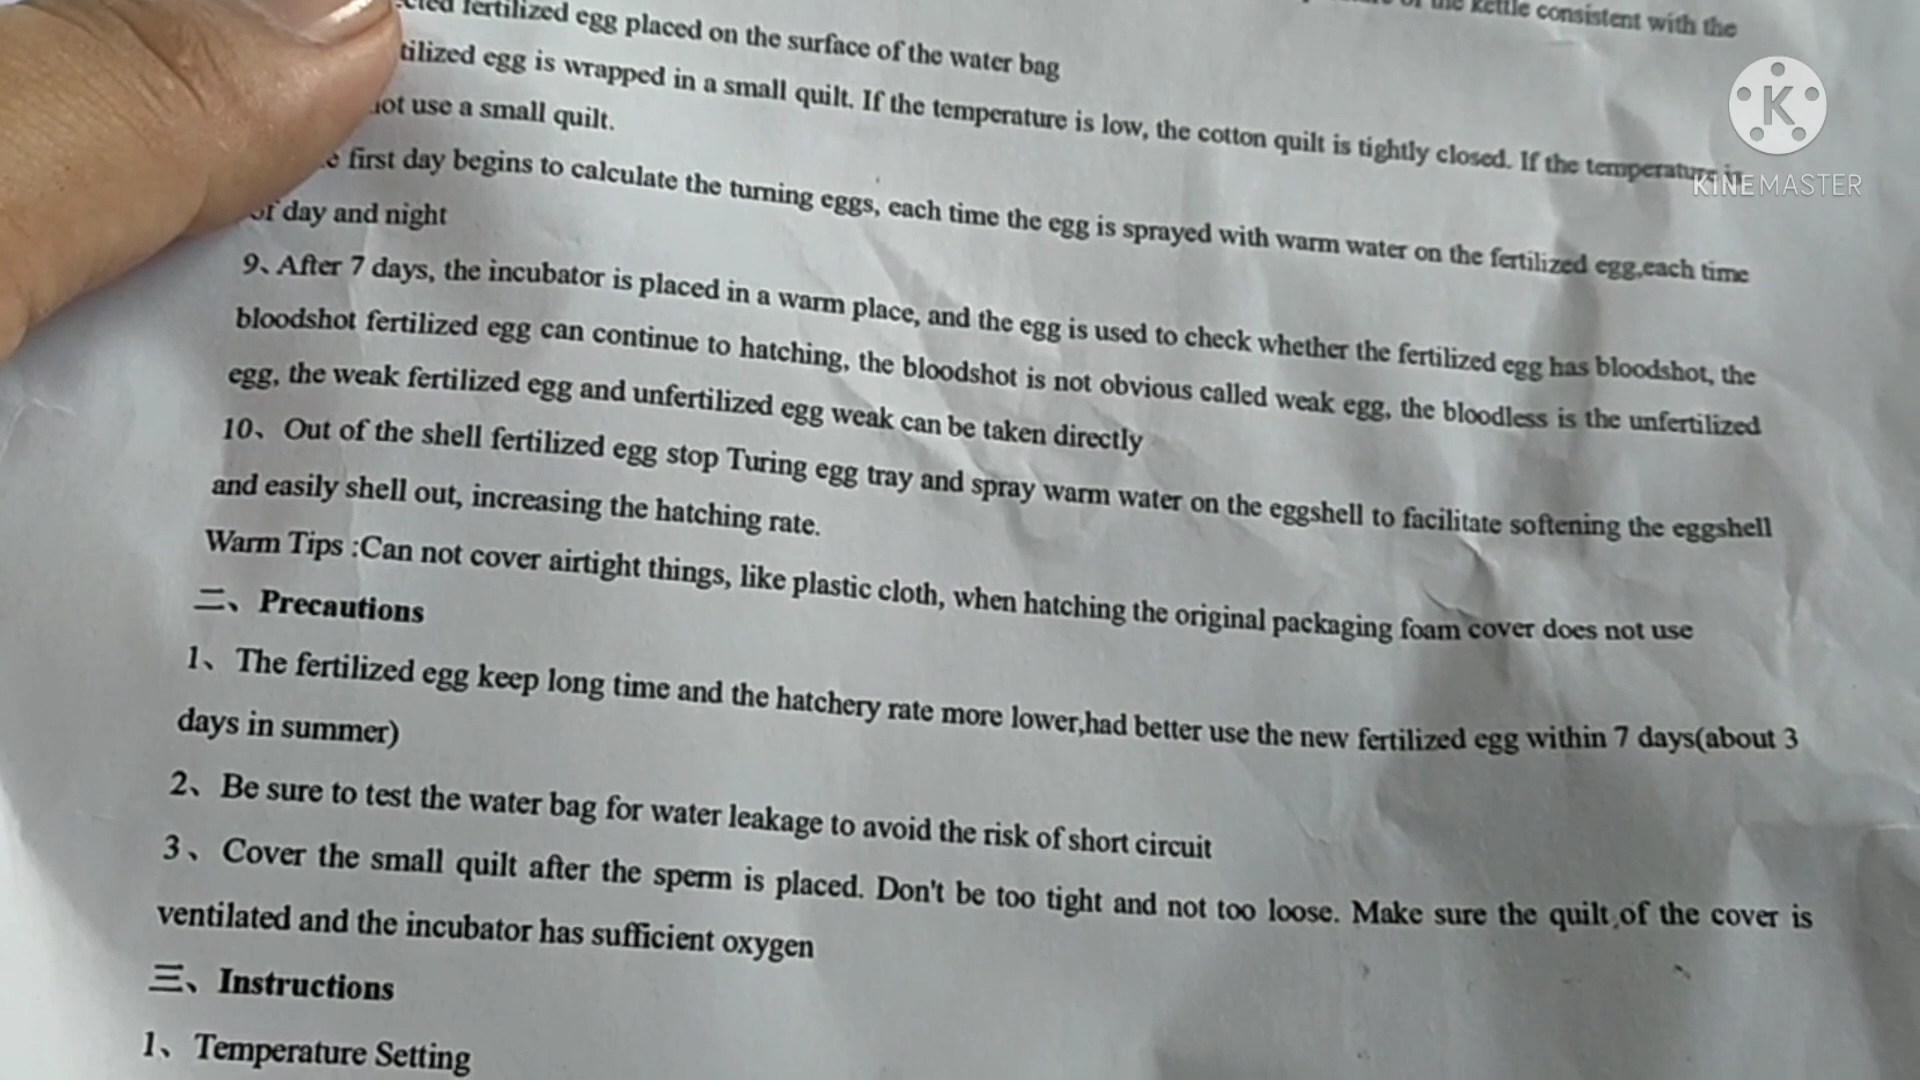 the kettle consistent with the
fertilized egg placed on the surface of the water bag
egg is wrapped in a small quilt. If the temperature is low, the cotton quilt is tightly closed. If the temperature
use a small quilt.
first day begins to calculate the turning eggs, each time the egg is sprayed with warm water on the fertilized egg,each time
of day and night
9、After 7 days, the incubator is placed in a warm place, and the egg is used to check whether the fertilized egg has bloodshot, the
bloodshot fertilized egg can continue to hatching, the bloodshot is not obvious called weak egg, the bloodless is the unfertilized
egg, the weak fertilized egg and unfertilized egg weak can be taken directly
10、Out of the shell fertilized egg stop Turing egg tray and spray warm water on the eggshell to facilitate softening the eggshell
and easily shell out, increasing the hatching rate.
Warm Tips :Can not cover airtight things, like plastic cloth, when hatching the original packaging foam cover does not use
二、Precautions
1、The fertilized egg keep long time and the hatchery rate more lower,had better use the new fertilized egg within 7 days(about 3
days in summer)
2、Be sure to test the water bag for water leakage to avoid the risk of short circuit
3、Cover the small quilt after the sperm is placed. Don't be too tight and not too loose. Make sure the quilt of the cover is
ventilated and the incubator has sufficient oxygen
三、Instructions
1、Temperature Setting
K
KINEMASTER